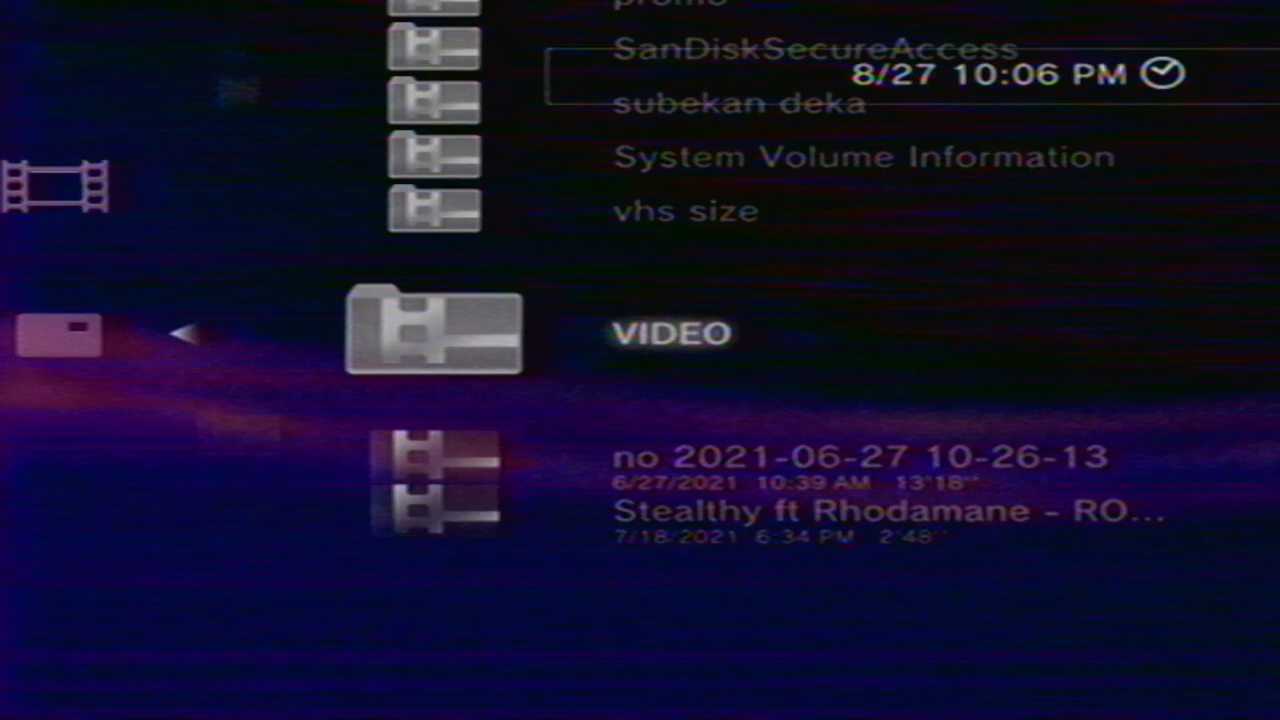 promo
SanDiskSecureAccess
8/27 10:06 PM
subekan deka
System Volume Information
vhs size
VIDEO
no 2021-06-27 10-26-13
6/27/2021 10:39 AM 13'18''
Stealthy ft Rhodamane - RO...
7/18/2021 6:34 PM 2'48''